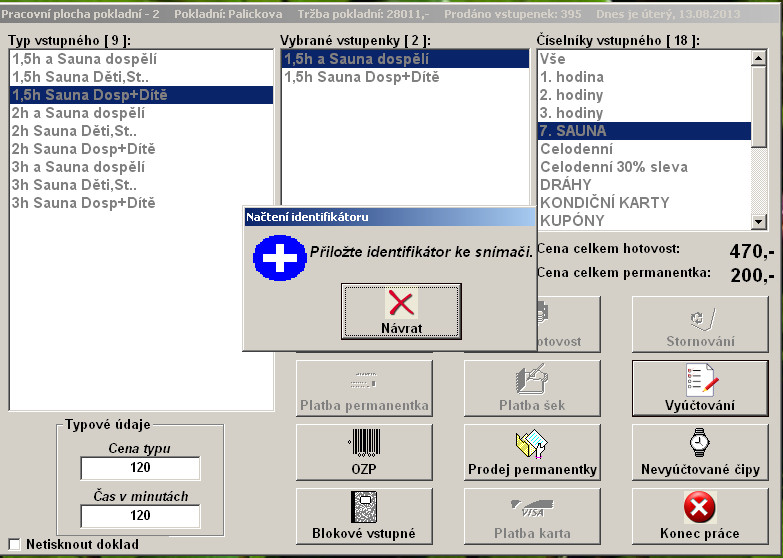 Pracovní plocha pokladní - 2 Pokladní: Palickova Tržba pokladní: 28011,- Prodáno vstupenek: 395 Dnes je úterý, 13.08.2013
Typ vstupného [ 9 ]:
1,5h a Sauna dospělí
1,5h Sauna Děti,St..
1,5h Sauna Dosp+Dítě
2h a Sauna dospělí
2h Sauna Děti,St..
2h Sauna Dosp+Dítě
3h a Sauna dospělí
3h Sauna Děti,St..
3h Sauna Dosp+Dítě
Vybrané vstupenky [ 2 ]:
1,5h a Sauna dospělí
1,5h Sauna Dosp+Dítě
Číselníky vstupného [ 18 ]:
Vše
1. hodina
2. hodiny
3. hodiny
7. SAUNA
Celodenní
Celodenní 30% sleva
DRÁHY
KONDIČNÍ KARTY
KUPÓNY
Načtení identifikátoru
Přiložte identifikátor ke snímači.
Návrat
Cena celkem hotovost: 470,-
Cena celkem permanentka: 200,-
otovost
Stornování
Platba permanentka
Platba šek
Vyúčtování
OZP
Prodej permanentky
Nevyúčtované čipy
Blokové vstupné
VISA
Platba karta
Konec práce
Typové údaje
Cena typu
120
Čas v minutách
120
Netisknout doklad